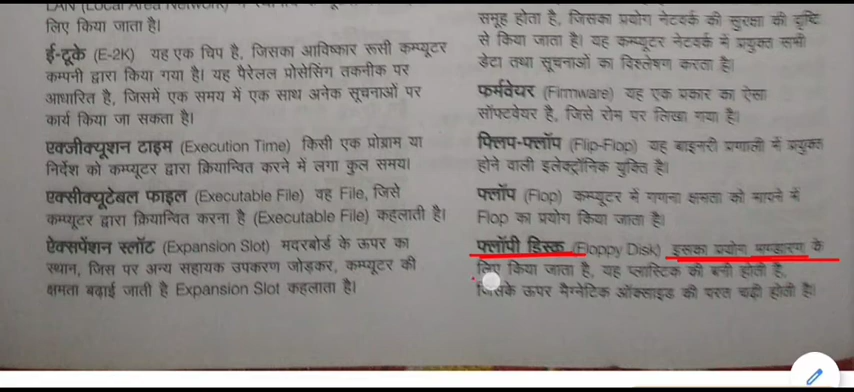 LAN (Local Area Network)
लिए किया जाता है।
ई-टूके (E-2K) यह एक चिप है, जिसका आविष्कार रूसी कम्प्यूटर
कम्पनी द्वारा किया गया है। यह पैरेलल प्रोसेसिंग तकनीक पर
आधारित है, जिसमें एक समय में एक साथ अनेक सूचनाओं पर
कार्य किया जा सकता है।
एक्जीक्यूशन टाइम (Execution Time) किसी एक प्रोग्राम या
निर्देश को कम्प्यूटर द्वारा क्रियान्वित करने में लगा कुल समय।
एक्सीक्यूटेबल फाइल (Executable File) वह File, जिसे
कम्प्यूटर द्वारा क्रियान्वित करना है (Executable File) कहलाती है।
ऐक्सपेंशन स्लॉट (Expansion Slot) मदरबोर्ड के ऊपर का
स्थान, जिस पर अन्य सहायक उपकरण जोड़कर, कम्प्यूटर की
क्षमता बढ़ाई जाती है Expansion Slot कहलाता है।
समूह होता है, जिसका प्रयोग नेटवर्क की सुरक्षा की दृष्टि
से किया जाता है। यह कम्प्यूटर नेटवर्क में प्रयुक्त सभी
डेटा तथा सूचनाओं का विश्लेषण करता है।
फर्मवेयर (Firmware) यह एक प्रकार का ऐसा
सॉफ्टवेयर है, जिसे रोम पर लिखा गया है।
फ्लिप-फ्लॉप (Flip-Flop) यह बाइनरी प्रणाली में प्रयुक्त
होने वाली इलेक्ट्रॉनिक युक्ति है।
फ्लॉप (Flop) कम्प्यूटर में गणना क्षमता को मापने में
Flop का प्रयोग किया जाता है।
फ्लॉपी डिस्क (Floppy Disk) इसका प्रयोग भण्डारण के
लिए किया जाता है, यह प्लास्टिक की बनी होती है,
जिसके ऊपर मैग्नेटिक ऑक्साइड की परत चढ़ी होती है।